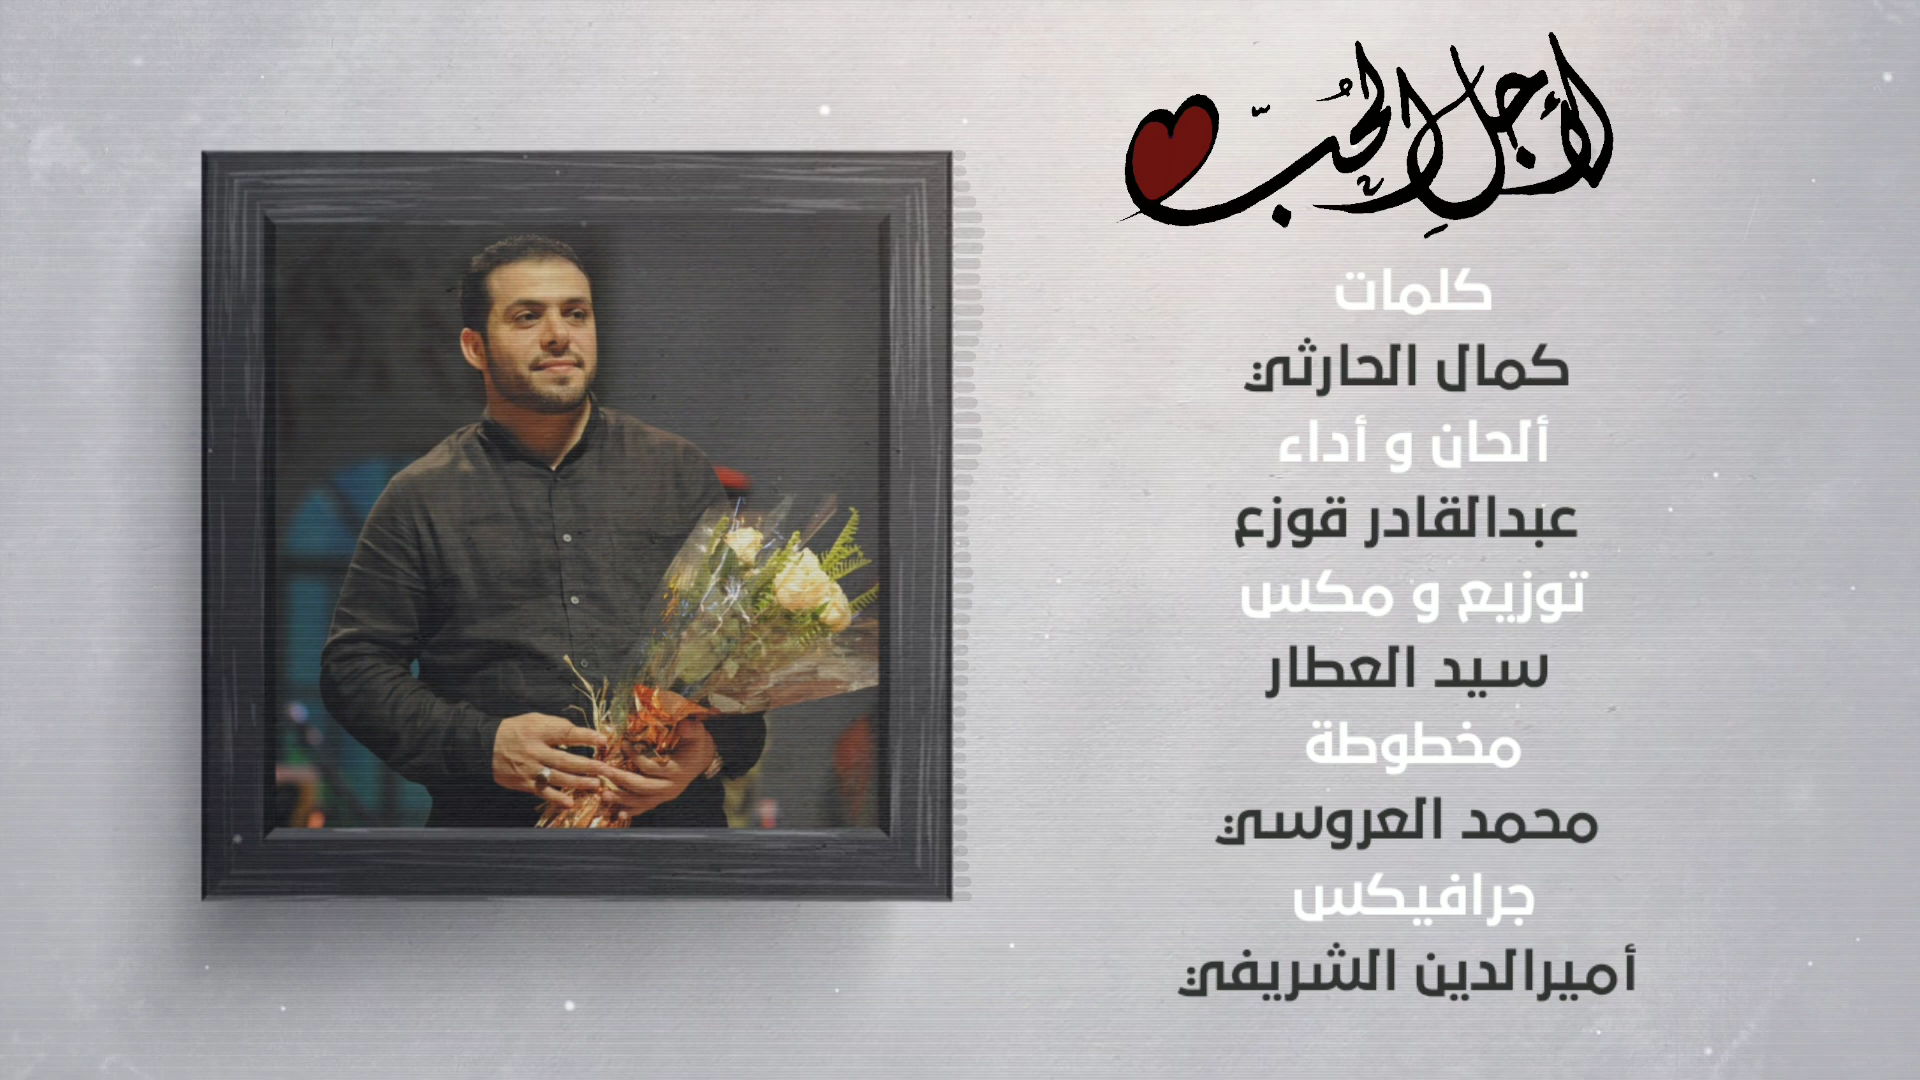 لأجل الحُبّ
كلمات
كمال الحارثي
ألحان و أداء
عبدالقادر قوزع
توزيع و مكس
سيد العطار
مخطوطة
محمد العروسي
جرافيكس
أميرالدين الشريفي